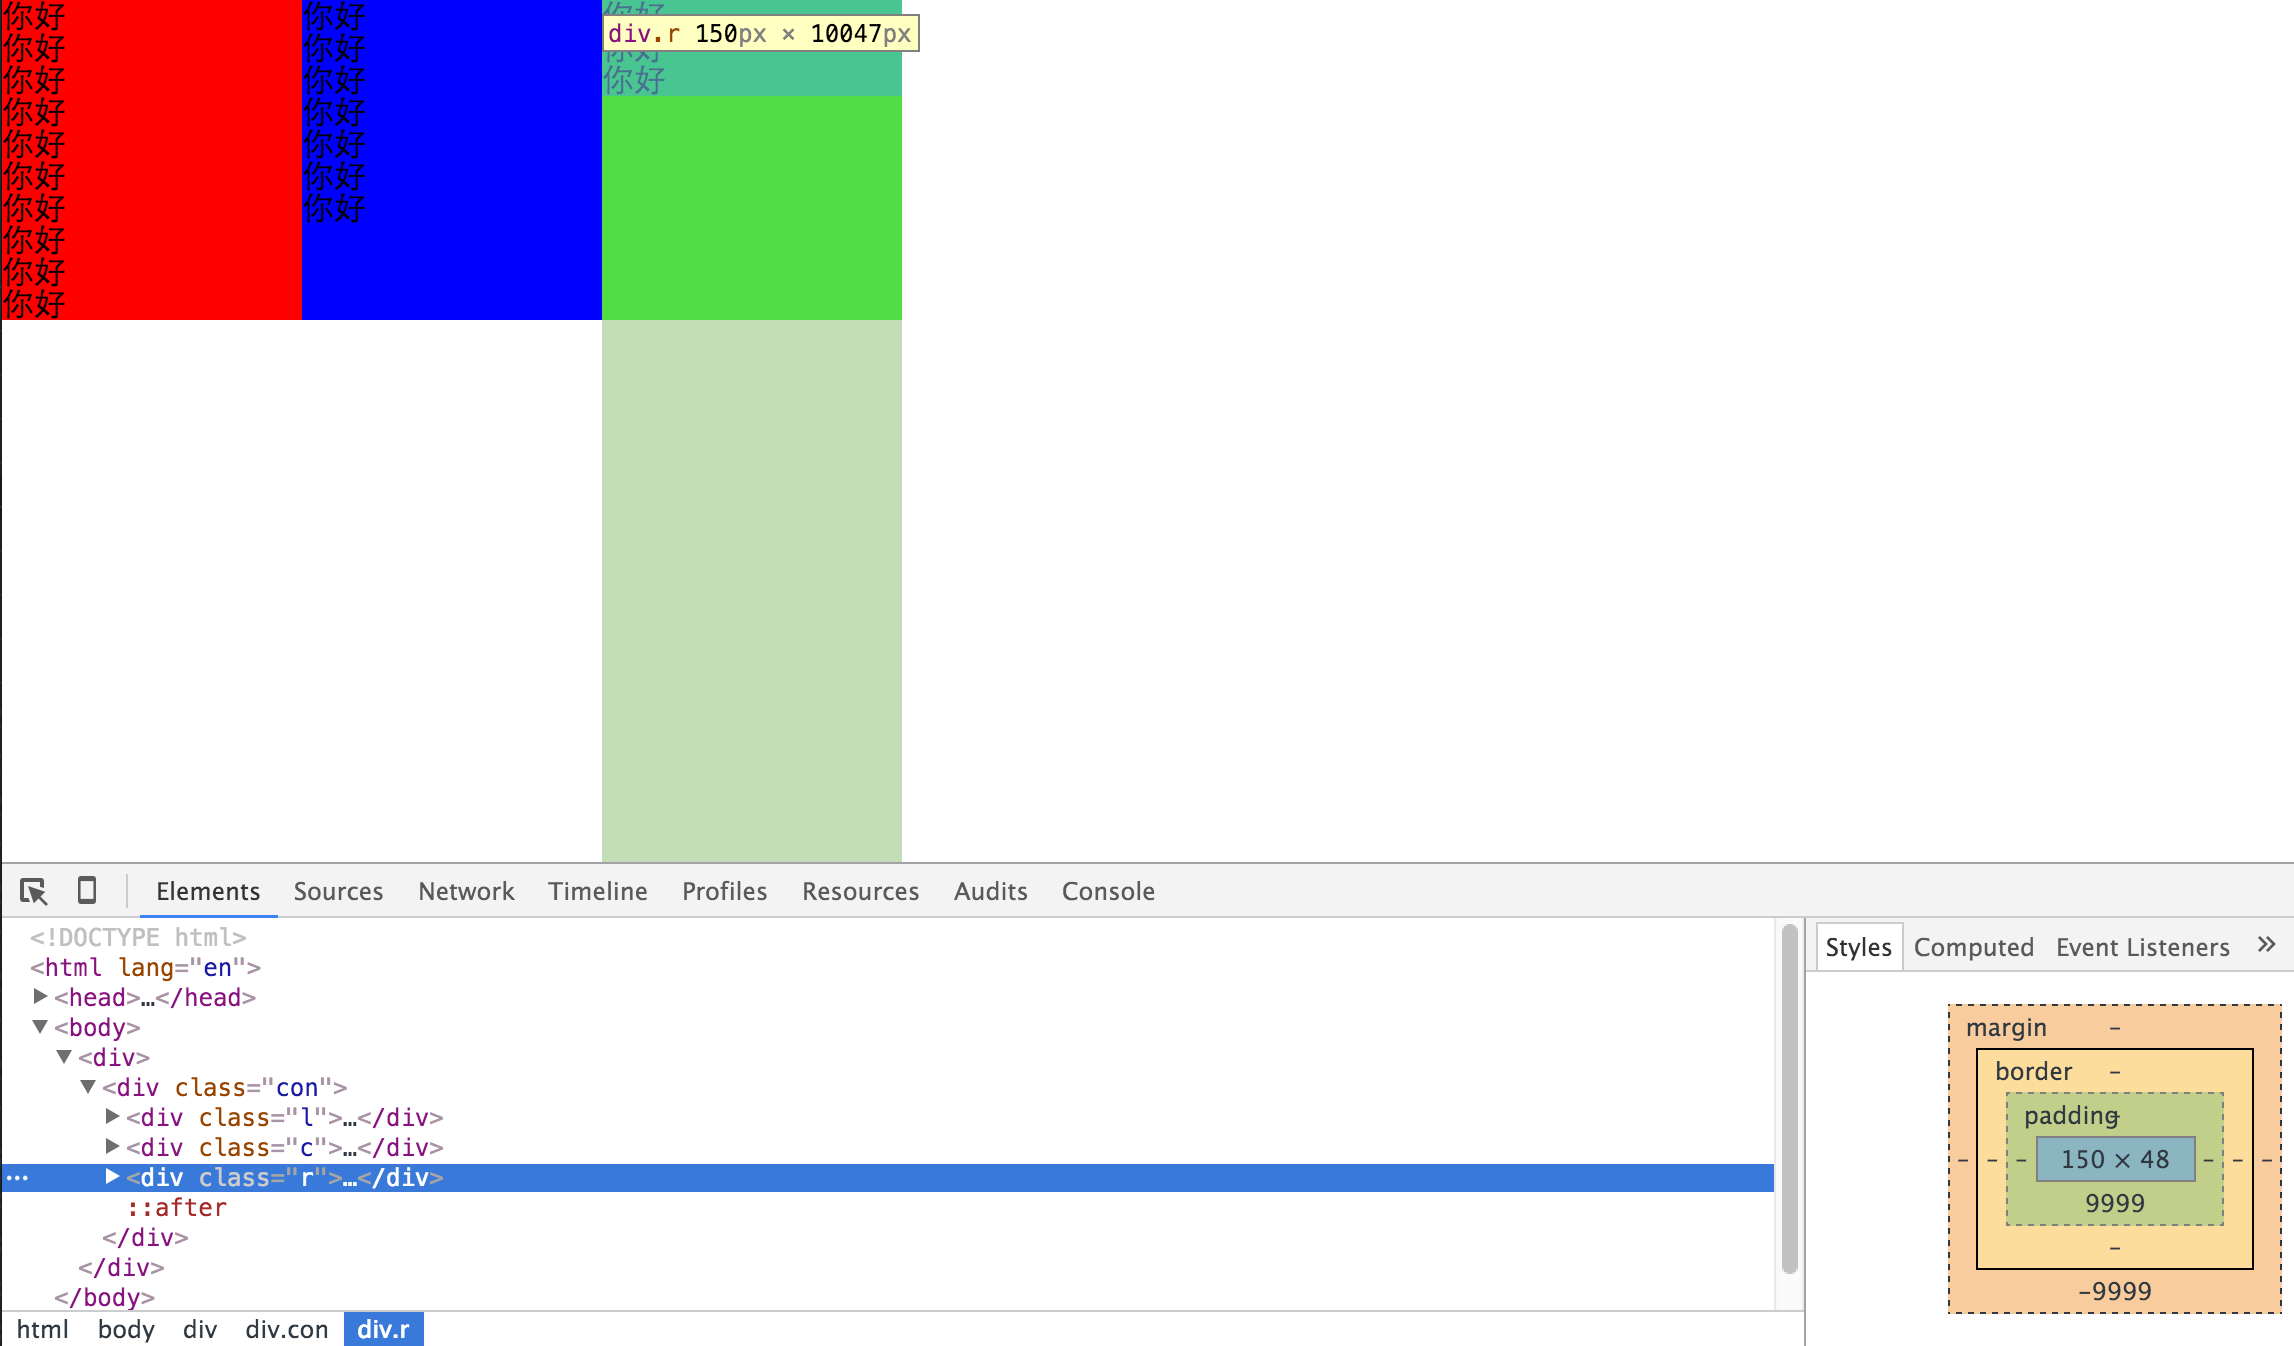 你好 你好 你好
div.r 150px × 10047px
你好 你好 你好
你好 你好 你好
你好 你好
你好 你好
你好 你好
你好 你好
你好
你好
你好
Elements Sources Network Timeline Profiles Resources Audits Console
<!DOCTYPE html>
<html lang="en">
<head>…</head>
<body>
<div>
<div class="con">
<div class="l">…</div>
<div class="c">…</div>
<div class="r">…</div>
::after
</div>
</div>
</body>
html body div div.con div.r
Styles Computed Event Listeners »
margin –
border –
padding –
– – – 150 × 48 – – –
9999
–
-9999